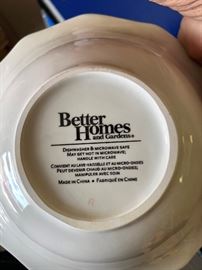 Better
Homes
and Gardens®
DISHWASHER & MICROWAVE SAFE
MAY GET HOT IN MICROWAVE;
HANDLE WITH CARE
CONVIENT AU LAVE-VAISSELLE ET AU MICRO-ONDES
PEUT DEVENIR CHAUD AU MICRO-ONDES;
MANIPULER AVEC SOIN
MADE IN CHINA • FABRIQUÉ EN CHINE